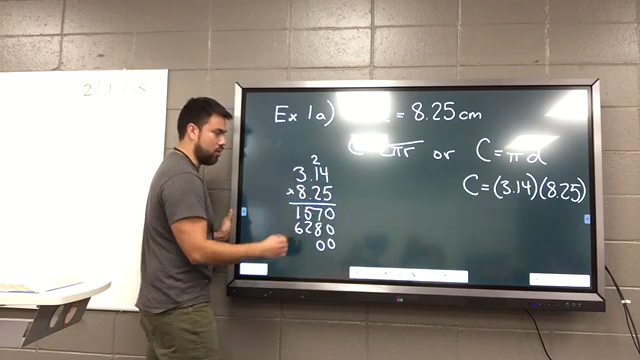 Ex 1a) = 8.25 cm
C = 2πr or C = πd
C = (3.14)(8.25)
2
3.14
×8.25
1570
6280
00